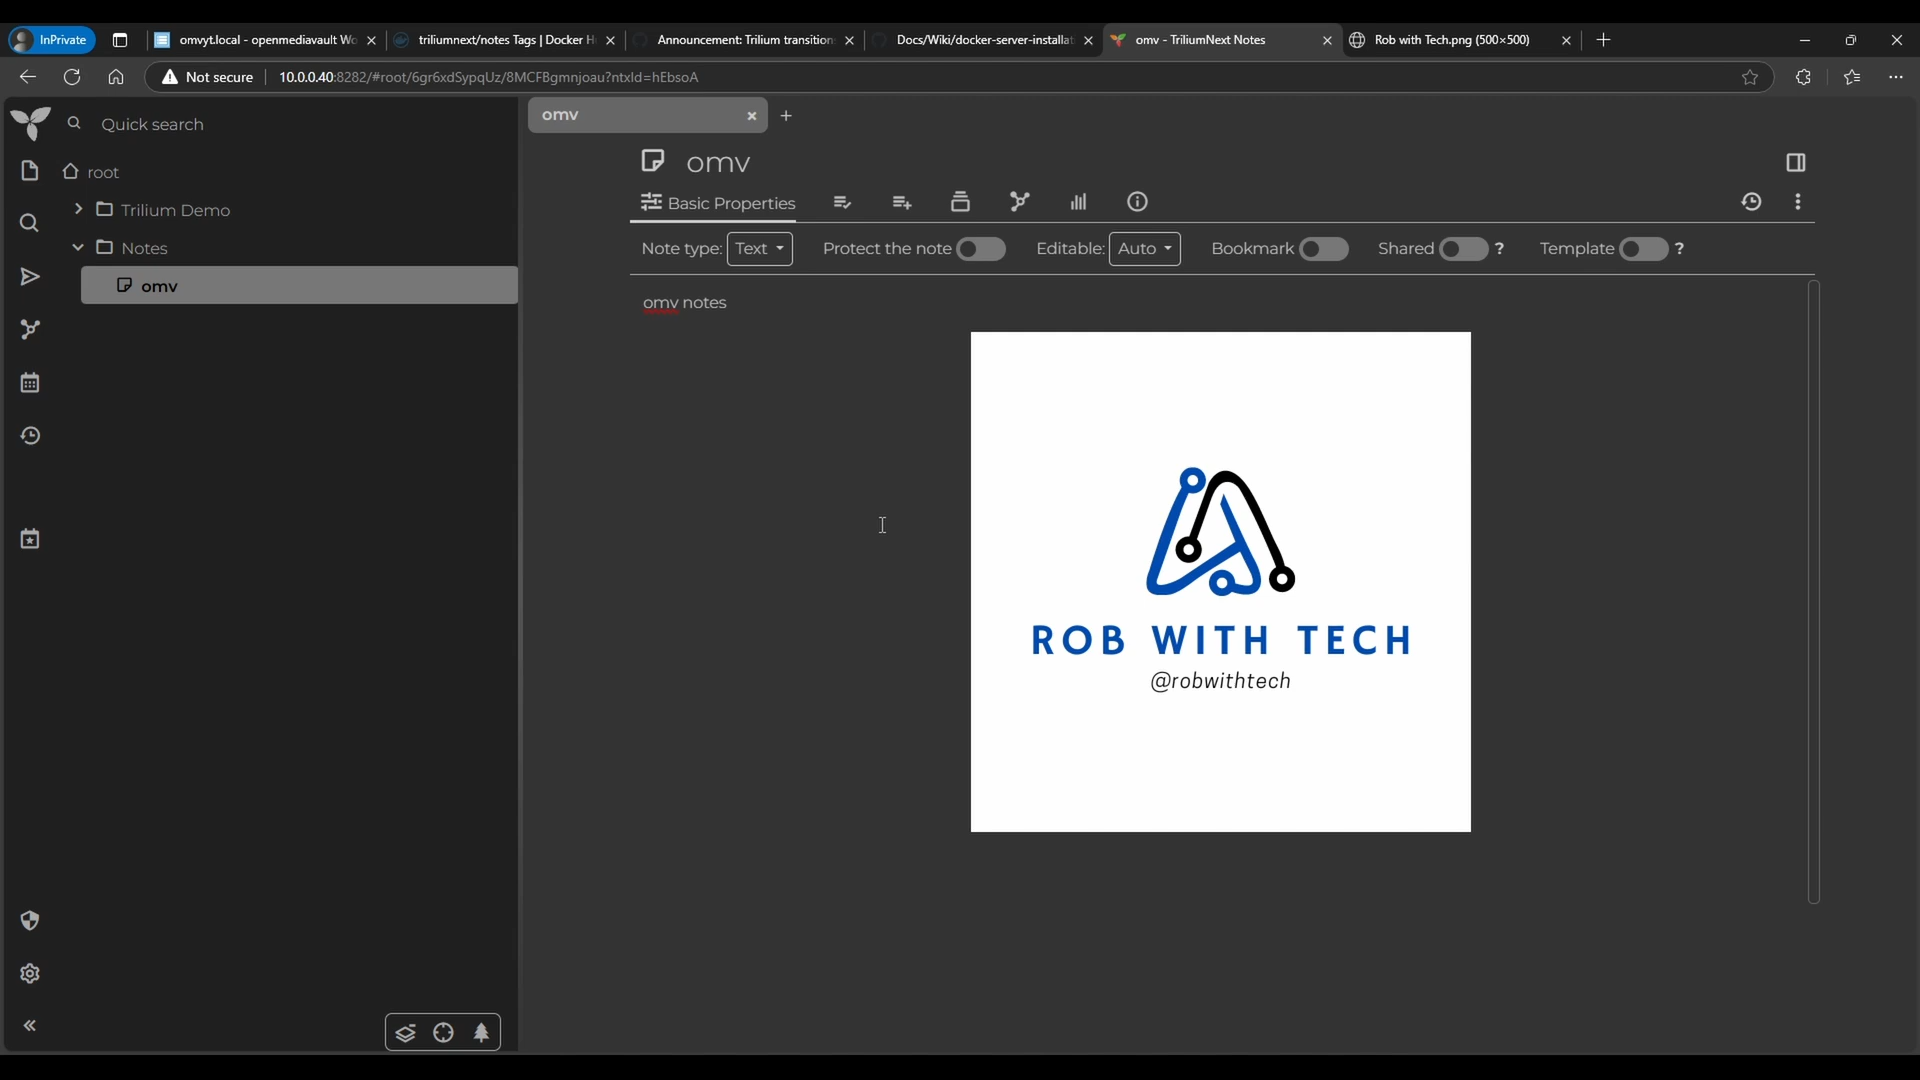 InPrivate
omvyt.local - openmediavault Wo
triliumnext/notes Tags | Docker H
Announcement: Trilium transition
Docs/Wiki/docker-server-installat
omv - TriliumNext Notes
Rob with Tech.png (500×500)
Not secure
10.0.0.40:8282/#root/6gr6xdSypqUz/8MCFBgmnjoau?ntxId=hEbsoA
Quick search
omv
root
omv
Trilium Demo
Basic Properties
Notes
Note type: Text
Protect the note
Editable: Auto
Bookmark
Shared ?
Template ?
omv
omv notes
ROB WITH TECH
@robwithtech